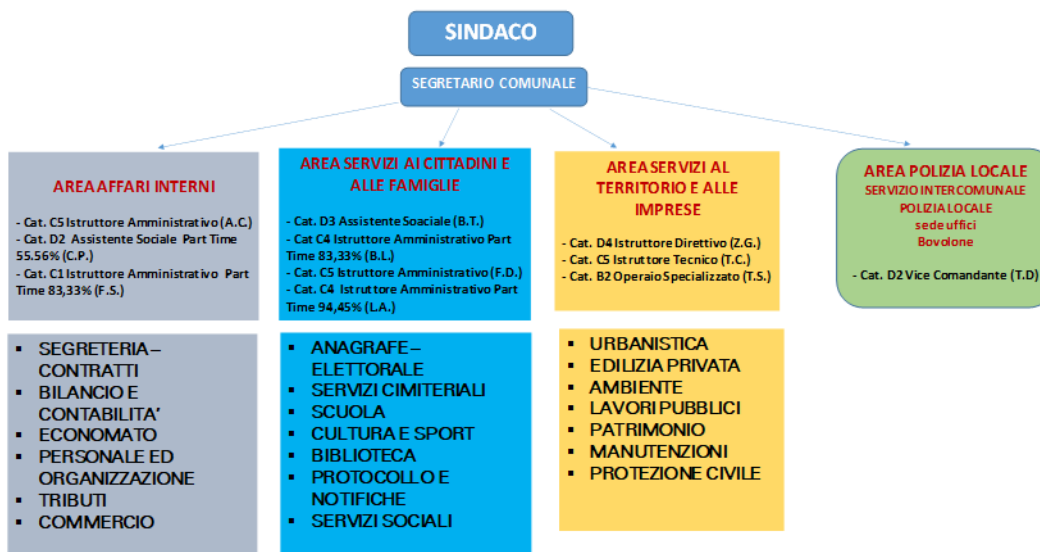 SINDACO
SEGRETARIO COMUNALE
AREA AFFARI INTERNI
- Cat. C5 Istruttore Amministrativo (A.C.)
- Cat. D2 Assistente Sociale Part Time
55.56% (C.P.)
- Cat. C1 Istruttore Amministrativo Part
Time 83,33% (F.S.)
▪ SEGRETERIA –
CONTRATTI
▪ BILANCIO E
CONTABILITA'
▪ ECONOMATO
▪ PERSONALE ED
ORGANIZZAZIONE
▪ TRIBUTI
▪ COMMERCIO
AREA SERVIZI AI CITTADINI E
ALLE FAMIGLIE
- Cat. D3 Assistente Soaciale (B.T.)
- Cat C4 Istruttore Amministrativo Part
Time 83,33% (B.L.)
- Cat. C5 Istruttore Amministrativo (F.D.)
- Cat. C4 Istruttore Amministrativo Part
Time 94,45% (L.A.)
▪ ANAGRAFE –
ELETTORALE
▪ SERVIZI CIMITERIALI
▪ SCUOLA
▪ CULTURA E SPORT
▪ BIBLIOTECA
▪ PROTOCOLLO E
NOTIFICHE
▪ SERVIZI SOCIALI
AREA SERVIZI AL
TERRITORIO E ALLE
IMPRESE
- Cat. D4 Istruttore Direttivo (Z.G.)
- Cat. C5 Istruttore Tecnico (T.C.)
- Cat. B2 Operaio Specializzato (T.S.)
▪ URBANISTICA
▪ EDILIZIA PRIVATA
▪ AMBIENTE
▪ LAVORI PUBBLICI
▪ PATRIMONIO
▪ MANUTENZIONI
▪ PROTEZIONE CIVILE
AREA POLIZIA LOCALE
SERVIZIO INTERCOMUNALE
POLIZIA LOCALE
sede uffici
Bovolone
- Cat. D2 Vice Comandante (T.D)